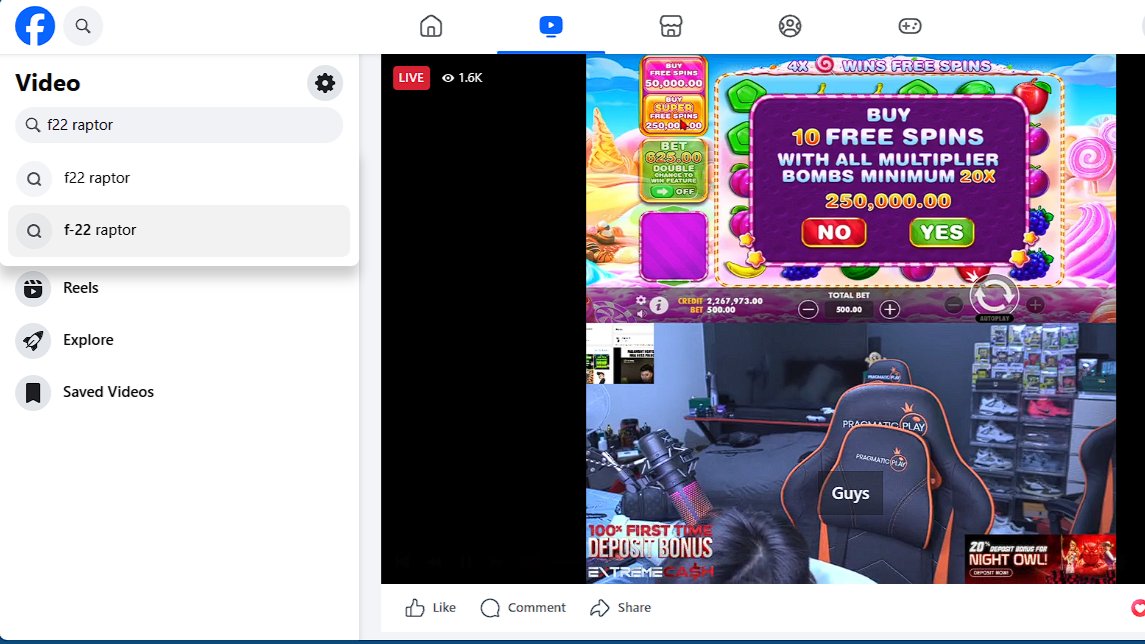 Video
f22 raptor
f22 raptor
f-22 raptor
Reels
Explore
Saved Videos
LIVE
1.6K
BUY
FREE SPINS
50,000.00
BUY
SUPER
FREE SPINS
BET
625.00
DOUBLE
CHANCE TO
WIN FEATURE
OFF
4X WINS FREE SPINS
BUY
10 FREE SPINS
WITH ALL MULTIPLIER
BOMBS MINIMUM 20X
250,000.00
NO
YES
CREDIT 2,267,973.00
BET 500.00
TOTAL BET
500.00
AUTOPLAY
PRAGMATIC PLAY
PRAGMATIC PLAY
PRAGMATIC PLAY
Guys
100% FIRST TIME
DEPOSIT BONUS
EXTREME CA$H
20% DEPOSIT BONUS FOR
NIGHT OWL!
DEPOSIT NOW!
Like
Comment
Share